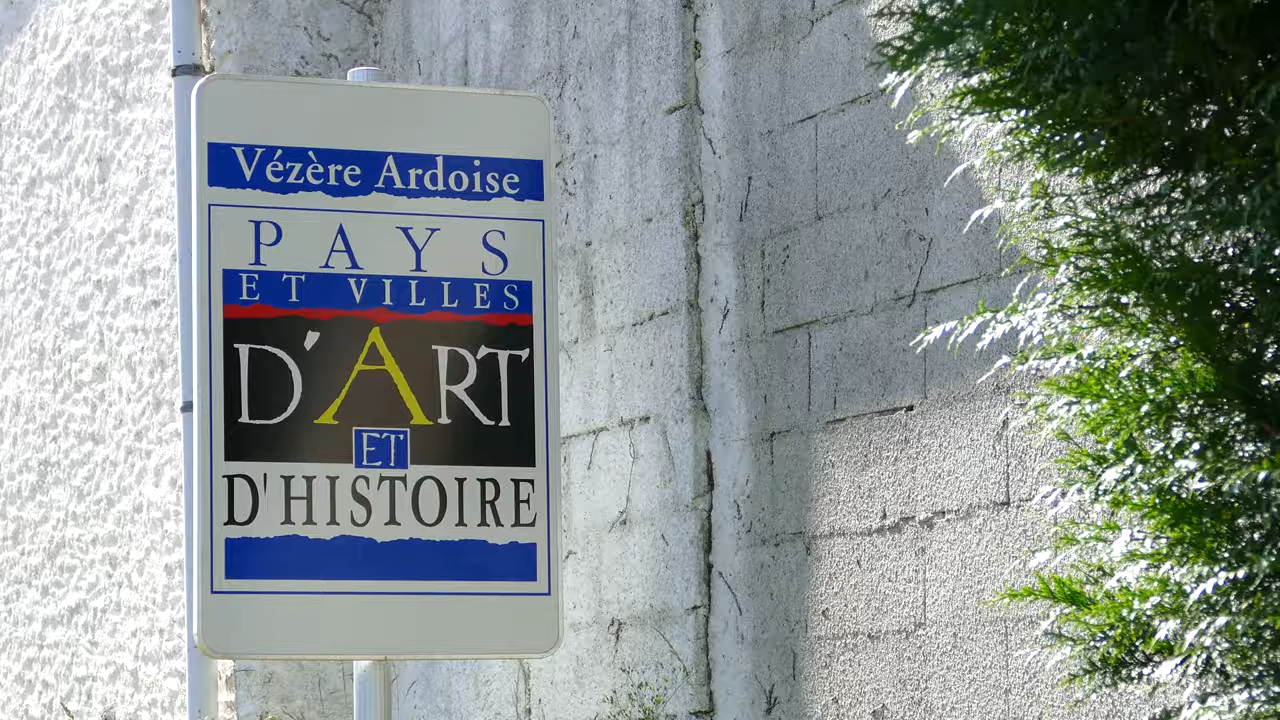 Vézère Ardoise
PAYS
ET VILLES
D'ART
ET
D'HISTOIRE